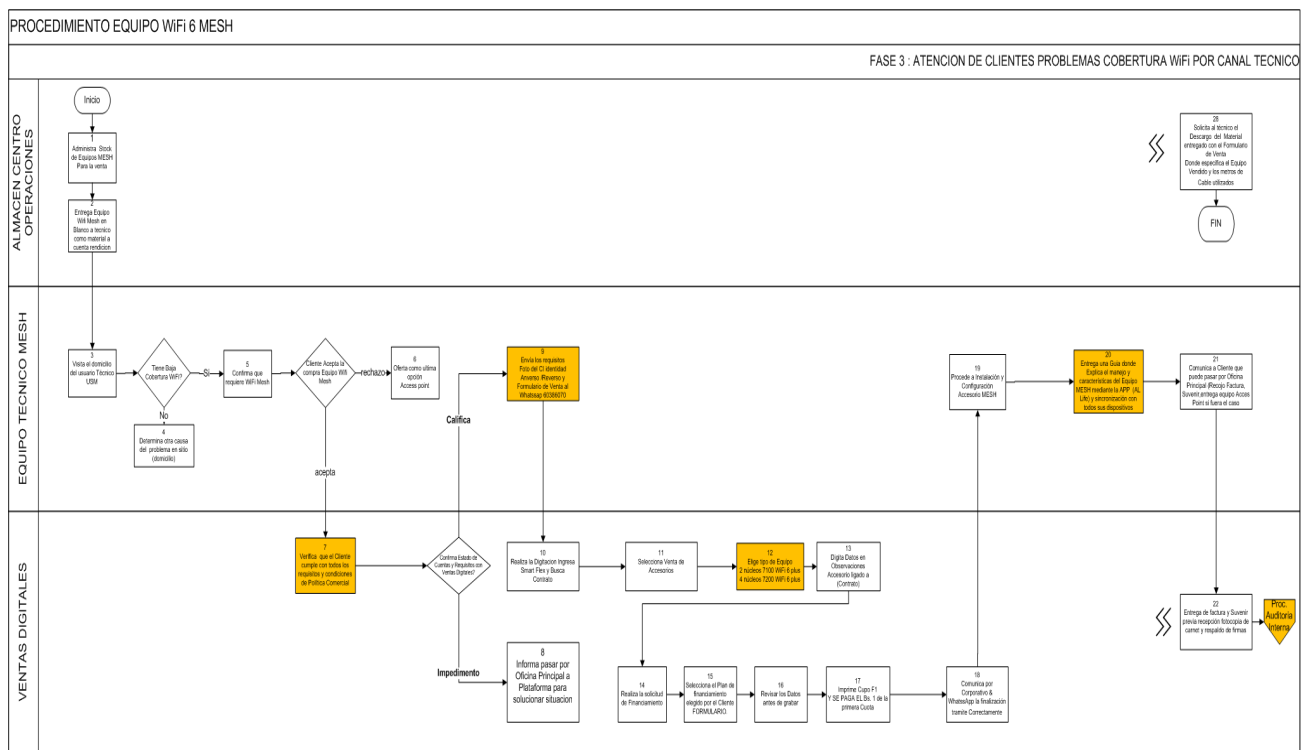 PROCEDIMIENTO EQUIPO WiFi 6 MESH
FASE 3 : ATENCION DE CLIENTES PROBLEMAS COBERTURA WiFi POR CANAL TECNICO
ALMACEN CENTRO
OPERACIONES
Inicio
1
Administra Stock
de Equipos MESH
Para la venta
2
Entrega Equipo
Wifi Mesh en
Blanco a tecnico
como material a
cuenta rendicion
28
Solicita al técnico el
Descargo del Material
entregado con el Formulario
de Venta
Donde especifica el Equipo
Vendido y los metros de
Cable utilizados
FIN
EQUIPO TECNICO MESH
3
Visita el domicilio
del usuario Técnico
USM
Tiene Baja
Cobertura WiFi?
Si
No
4
Determina otra causa
del problema en sitio
(domicilio)
5
Confirma que
requiere WiFi Mesh
Cliente Acepta la
compra Equipo Wifi
Mesh
rechazo
acepta
6
Oferta como ultima
opción
Access point
Califica
9
Envía los requisitos
Foto del CI identidad
Anverso /Reverso y
Formulario de Venta al
Whatssap 60386070
19
Procede a Instalación y
Configuración
Accesorio MESH
20
Entrega una Guia donde
Explica el manejo y
características del Equipo
MESH mediante la APP (AL
Life) y sincronización con
todos sus dispositivos
21
Comunica a Cliente que
puede pasar por Oficina
Principal (Recojo Factura,
Suvenir,entrega equipo Acces
Point si fuera el caso
VENTAS DIGITALES
7
Verifica que el Cliente
cumple con todos los
requisitos y condiciones
de Política Comercial
Confirma Estado de
Cuentas y Requisitos con
Ventas Digitales?
Impedimento
8
Informa pasar por
Oficina Principal a
Plataforma para
solucionar situacion
10
Realiza la Digitacion Ingresa
Smart Flex y Busca
Contrato
11
Selecciona Venta de
Accesorios
12
Elige tipo de Equipo
2 núcleos 7100 WiFi 6 plus
4 núcleos 7200 WiFi 6 plus
13
Digita Datos en
Observaciones
Accesorio ligado a
(Contrato)
14
Realiza la solicitud
de Financiamiento
15
Selecciona el Plan de
financiamiento
elegido por el Cliente
FORMULARIO.
16
Revisar los Datos
antes de grabar
17
Imprime Cupo F1
Y SE PAGA EL Bs. 1 de la
primera Cuota
18
Comunica por
Corporativo &
WhatssApp la finalización
tramite Correctamente
22
Entrega de factura y Suvenir
previa recepción fotocopia de
carnet y respaldo de firmas
Proc.
Auditoria
Interna